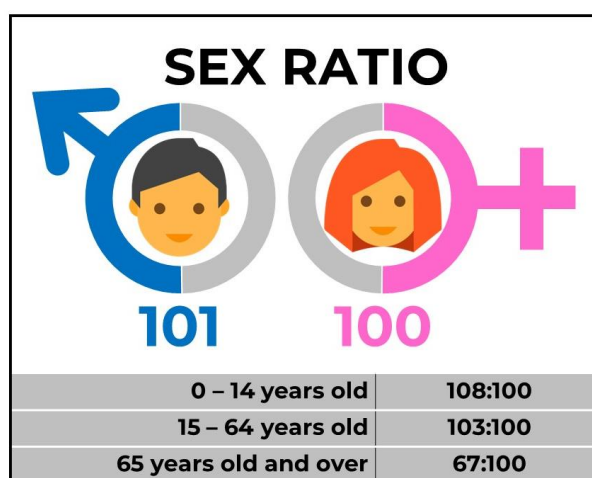 SEX RATIO
101 100
0 – 14 years old 108:100
15 – 64 years old 103:100
65 years old and over 67:100